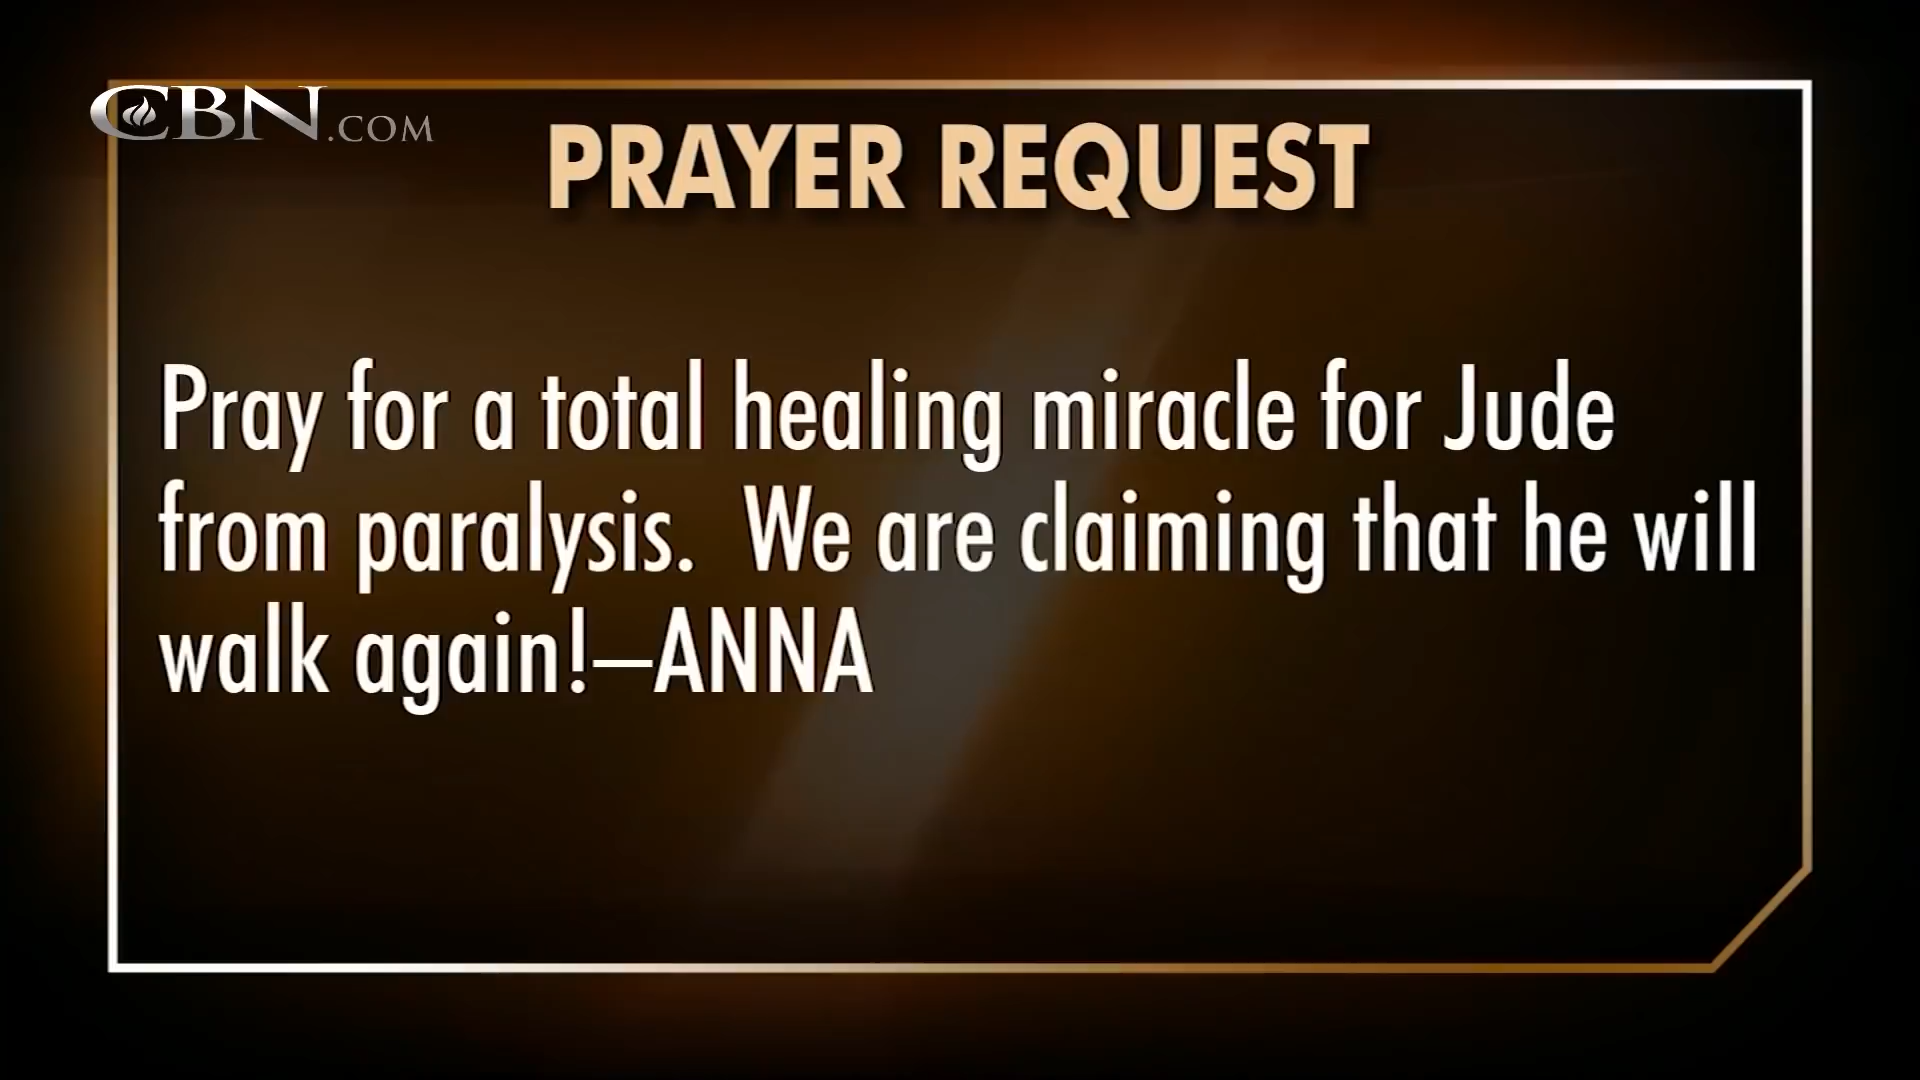 CBN.COM
PRAYER REQUEST
Pray for a total healing miracle for Jude
from paralysis.  We are claiming that he will
walk again!–ANNA